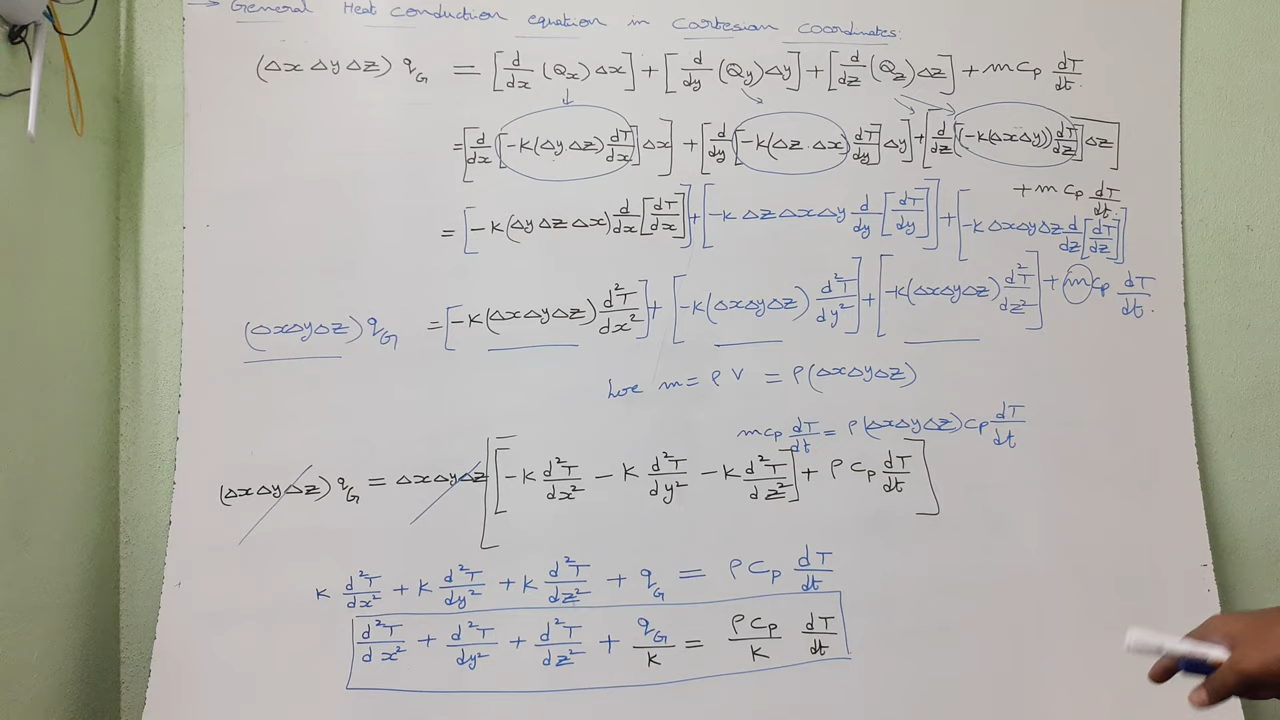 → General Heat conduction equation in Cartesian coordinates:
(Δx Δy Δz) q_G = [d/dx (Q_x) Δx] + [d/dy (Q_y) Δy] + [d/dz (Q_z) Δz] + m C_p dT/dt.
= [d/dx [-K(Δy. Δz) dT/dx] Δx] + [d/dy [-K(Δz. Δx) dT/dy] Δy] + [d/dz [(-K(Δx Δy)) dT/dz] Δz]
+ m C_p dT/dt.
= [-K(Δy Δz Δx) d/dx [dT/dx]] + [-K Δz Δx Δy d/dy [dT/dy]] + [-K Δx Δy Δz d/dz [dT/dz]]
(Δx Δy Δz) q_G = [-K(Δx Δy Δz) d²T/dx²] + [-K(Δx Δy Δz) d²T/dy²] + [-K(Δx Δy Δz) d²T/dz²] + m C_p dT/dt.
m = ρ V = ρ(Δx Δy Δz)
m C_p dT/dt = ρ(Δx Δy Δz) C_p dT/dt
(Δx Δy Δz) q_G = Δx Δy Δz [[-K d²T/dx² - K d²T/dy² - K d²T/dz²] + ρ C_p dT/dt]
K d²T/dx² + K d²T/dy² + K d²T/dz² + q_G = ρ C_p dT/dt
d²T/dx² + d²T/dy² + d²T/dz² + q_G/K = ρ C_p/K dT/dt